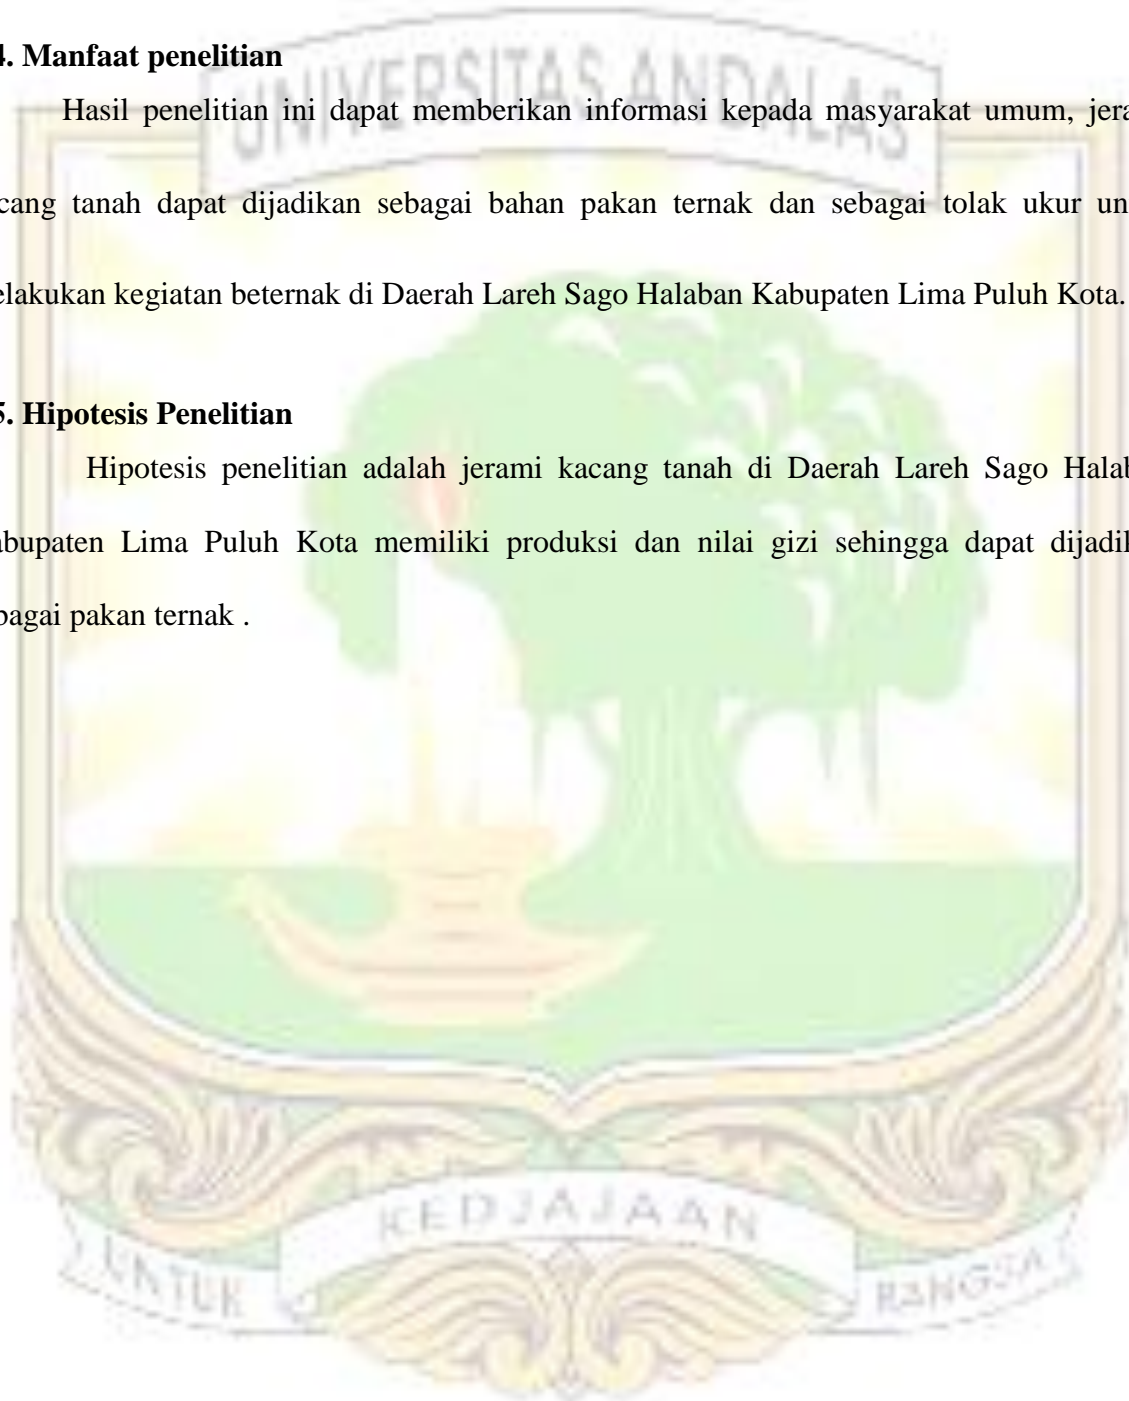 4. Manfaat penelitian
UNIVERSITAS ANDALAS
Hasil penelitian ini dapat memberikan informasi kepada masyarakat umum, jera
cang tanah dapat dijadikan sebagai bahan pakan ternak dan sebagai tolak ukur un
elakukan kegiatan beternak di Daerah Lareh Sago Halaban Kabupaten Lima Puluh Kota.
5. Hipotesis Penelitian
Hipotesis penelitian adalah jerami kacang tanah di Daerah Lareh Sago Halab
abupaten Lima Puluh Kota memiliki produksi dan nilai gizi sehingga dapat dijadik
bagai pakan ternak .
KEDJAJAAN
UNTUK
BANGSA